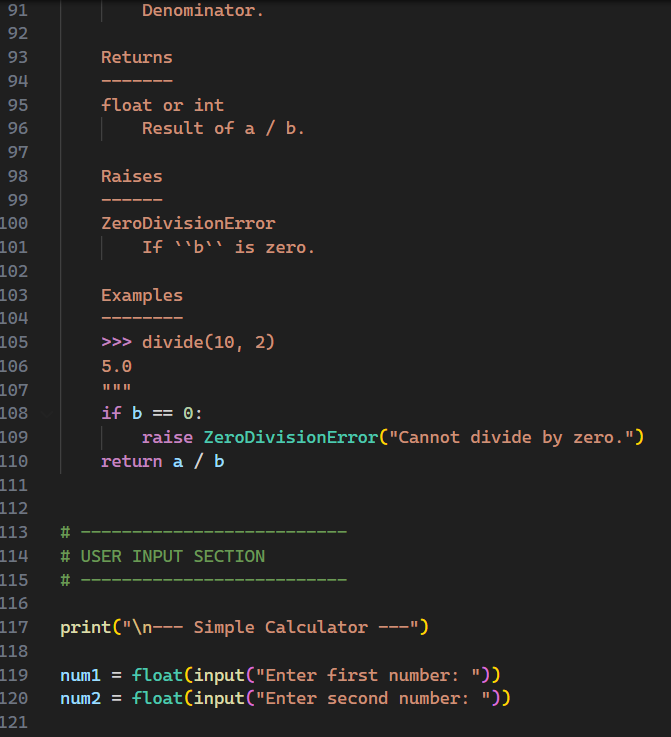 91 Denominator.
92
93 Returns
94 -------
95 float or int
96 Result of a / b.
97
98 Raises
99 ------
100 ZeroDivisionError
101 If ``b`` is zero.
102
103 Examples
104 --------
105 >>> divide(10, 2)
106 5.0
107 """
108 if b == 0:
109 raise ZeroDivisionError("Cannot divide by zero.")
110 return a / b
111
112
113 # --------------------------
114 # USER INPUT SECTION
115 # --------------------------
116
117 print("\n--- Simple Calculator ---")
118
119 num1 = float(input("Enter first number: "))
120 num2 = float(input("Enter second number: "))
121